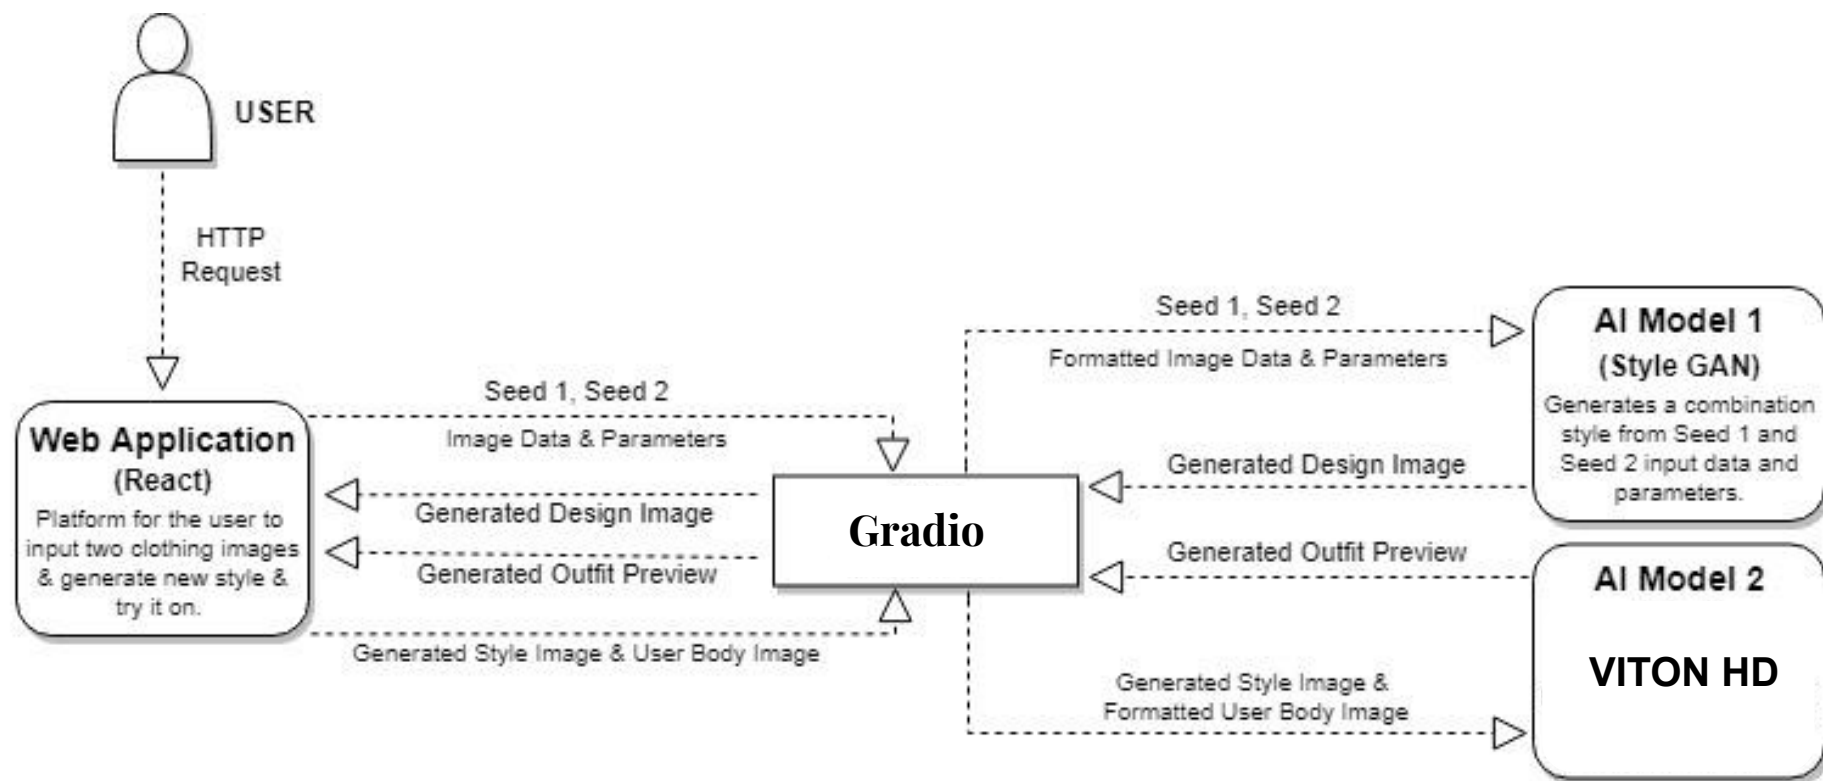 USER
HTTP
Request
Web Application
(React)
Platform for the user to
input two clothing images
& generate new style &
try it on.
Seed 1, Seed 2
Image Data & Parameters
Generated Design Image
Generated Outfit Preview
Generated Style Image & User Body Image
Gradio
Seed 1, Seed 2
Formatted Image Data & Parameters
Generated Design Image
Generated Outfit Preview
Generated Style Image &
Formatted User Body Image
AI Model 1
(Style GAN)
Generates a combination
style from Seed 1 and
Seed 2 input data and
parameters.
AI Model 2
VITON HD